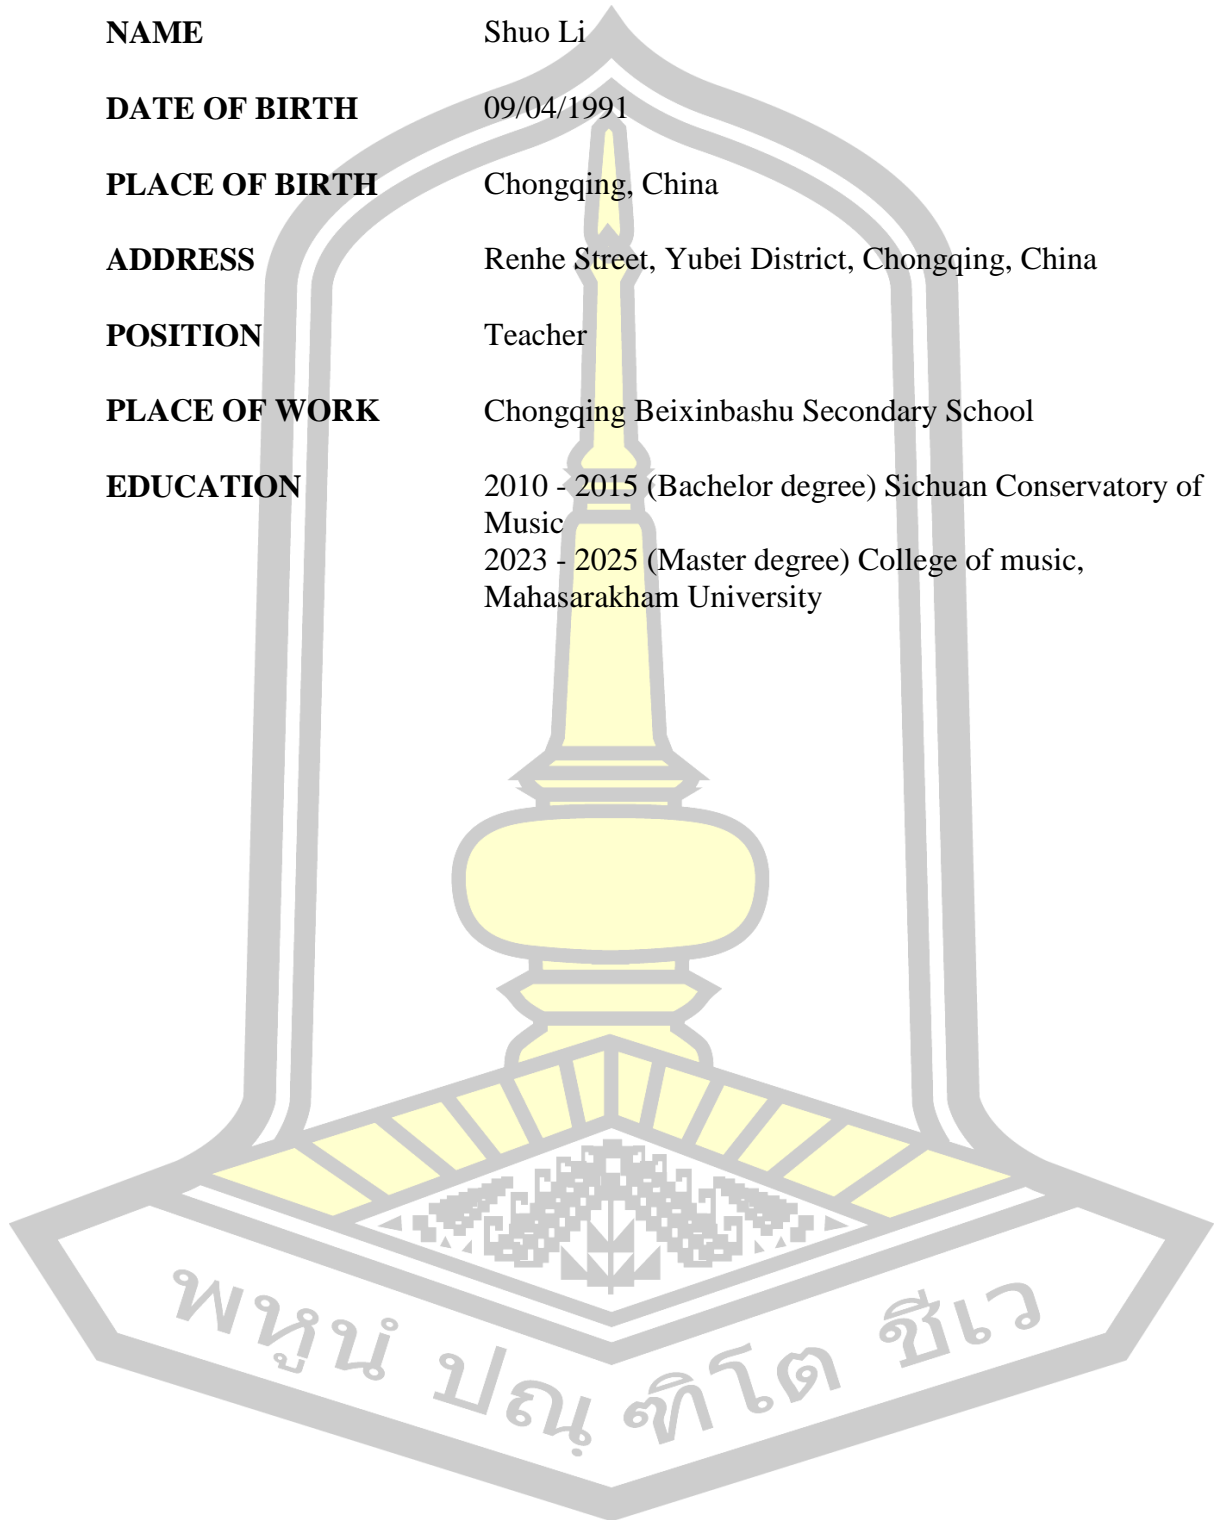 NAME Shuo Li
DATE OF BIRTH 09/04/1991
PLACE OF BIRTH Chongqing, China
ADDRESS Renhe Street, Yubei District, Chongqing, China
POSITION Teacher
PLACE OF WORK Chongqing Beixinbashu Secondary School
EDUCATION 2010 - 2015 (Bachelor degree) Sichuan Conservatory of
Music
2023 - 2025 (Master degree) College of music,
Mahasarakham University
พหูนํ ปณฺฑิโต ชีเว